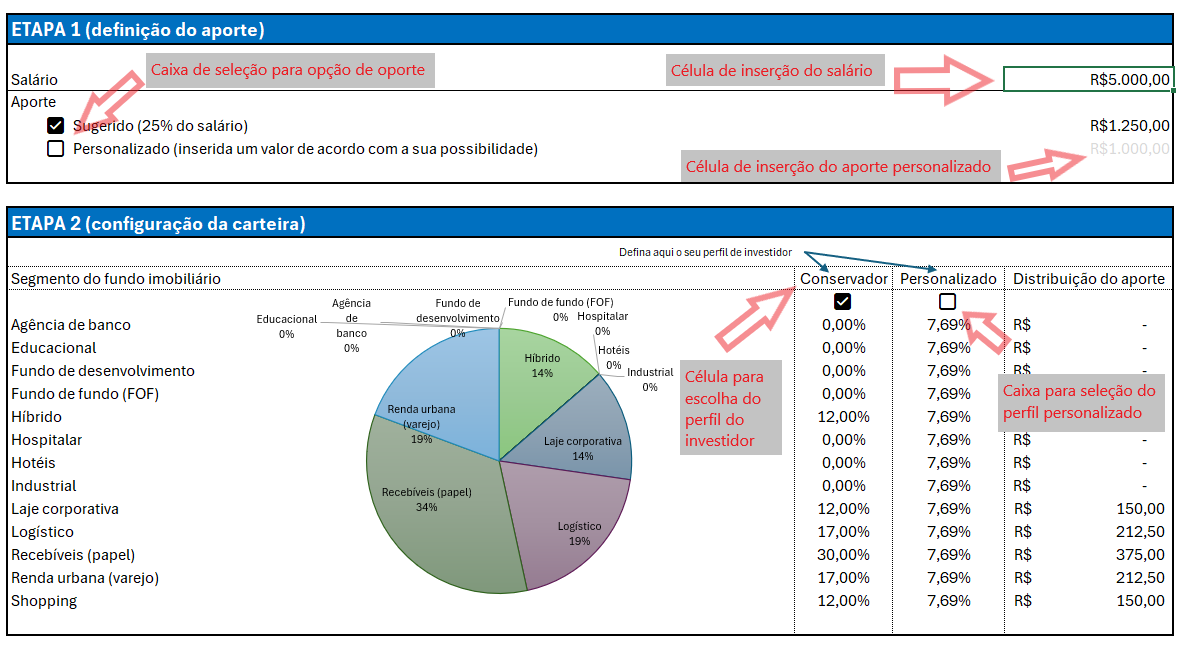 ETAPA 1 (definição do aporte)
Caixa de seleção para opção de oporte
Célula de inserção do salário
Salário
R$5.000,00
Aporte
Sugerido (25% do salário)
R$1.250,00
Personalizado (inserida um valor de acordo com a sua possibilidade)
R$1.000,00
Célula de inserção do aporte personalizado
ETAPA 2 (configuração da carteira)
Defina aqui o seu perfil de investidor
Segmento do fundo imobiliário
Conservador
Personalizado
Distribuição do aporte
Agência de banco 0,00% 7,69% R$ -
Educacional 0,00% 7,69% R$ -
Fundo de desenvolvimento 0,00% 7,69% R$ -
Fundo de fundo (FOF) 0,00% 7,69%
Híbrido 12,00% 7,69%
Hospitalar 0,00% 7,69% R$ -
Hotéis 0,00% 7,69% R$ -
Industrial 0,00% 7,69% R$ -
Laje corporativa 12,00% 7,69% R$ 150,00
Logístico 17,00% 7,69% R$ 212,50
Recebíveis (papel) 30,00% 7,69% R$ 375,00
Renda urbana (varejo) 17,00% 7,69% R$ 212,50
Shopping 12,00% 7,69% R$ 150,00
Educacional
0%
Agência
de
banco
0%
Fundo de
desenvolvimento
0%
Fundo de fundo (FOF)
0%
Hospitalar
0%
Hotéis
0%
Industrial
0%
Híbrido
14%
Laje corporativa
14%
Logístico
19%
Recebíveis (papel)
34%
Renda urbana
(varejo)
19%
Célula para
escolha do
perfil do
investidor
Caixa para seleção do
perfil personalizado